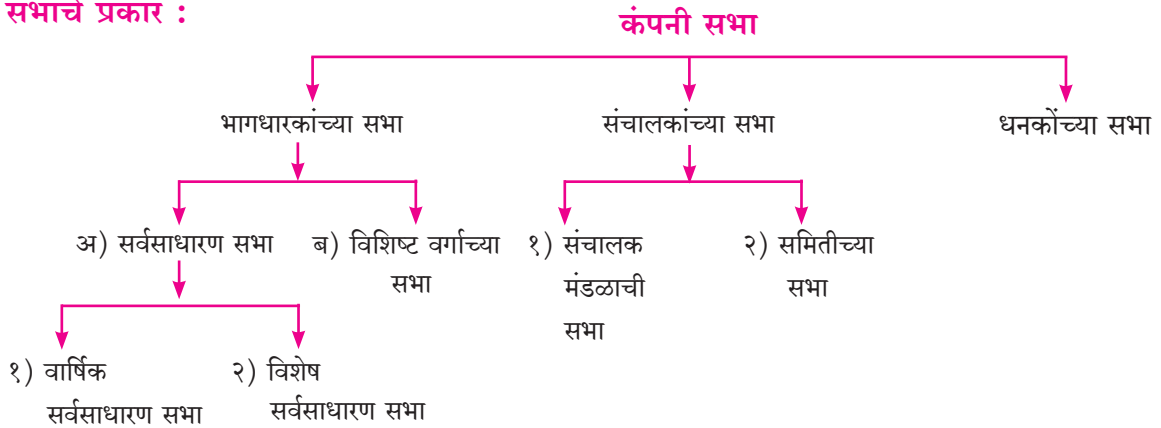 सभाचे प्रकार :
कंपनी सभा
भागधारकांच्या सभा
संचालकांच्या सभा
धनकोंच्या सभा
अ) सर्वसाधारण सभा
ब) विशिष्ट वर्गाच्या
सभा
१) संचालक
मंडळाची
सभा
२) समितीच्या
सभा
१) वार्षिक
सर्वसाधारण सभा
२) विशेष
सर्वसाधारण सभा